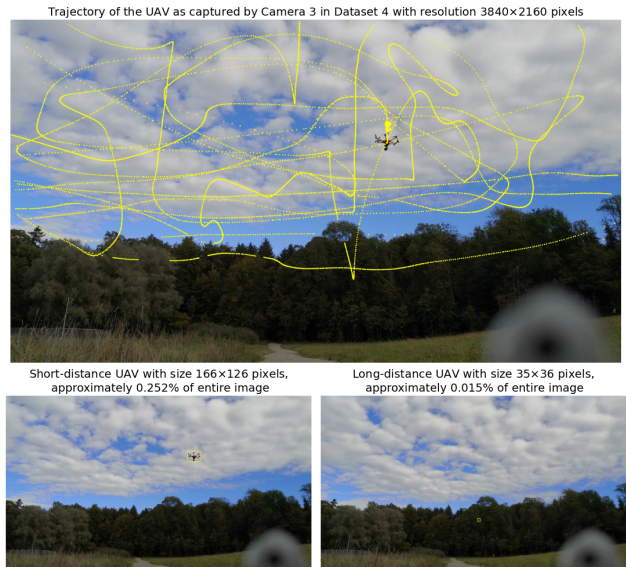 Trajectory of the UAV as captured by Camera 3 in Dataset 4 with resolution 3840×2160 pixels
Short-distance UAV with size 166×126 pixels,
approximately 0.252% of entire image
Long-distance UAV with size 35×36 pixels,
approximately 0.015% of entire image